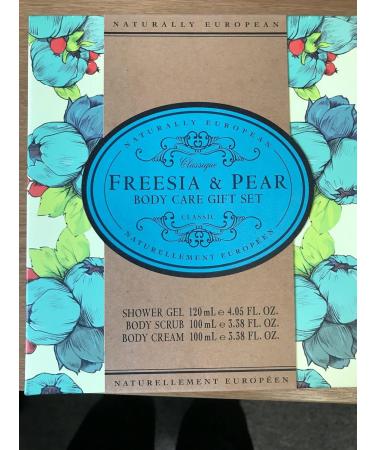 NATURALLY EUROPEAN
NATURALLY EUROPEAN
Classique
FREESIA & PEAR
BODY CARE GIFT SET
CLASSIC
NATURELLEMENT EUROPÉEN
SHOWER GEL 120 mL e 4.05 FL. OZ.
BODY SCRUB 100 mL e 3.38 FL. OZ.
BODY CREAM 100 mL e 3.38 FL. OZ.
NATURELLEMENT EUROPÉEN